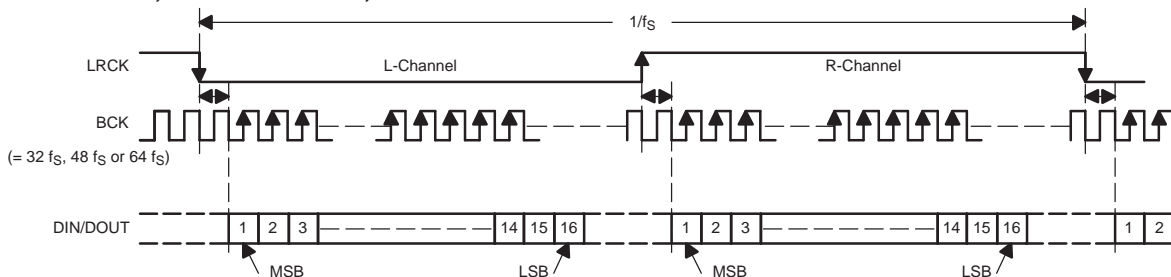 1/fS
LRCK
L-Channel
R-Channel
BCK
(= 32 fS, 48 fS or 64 fS)
DIN/DOUT
1 2 3 14 15 16 1 2 3 14 15 16 1 2
MSB LSB MSB LSB